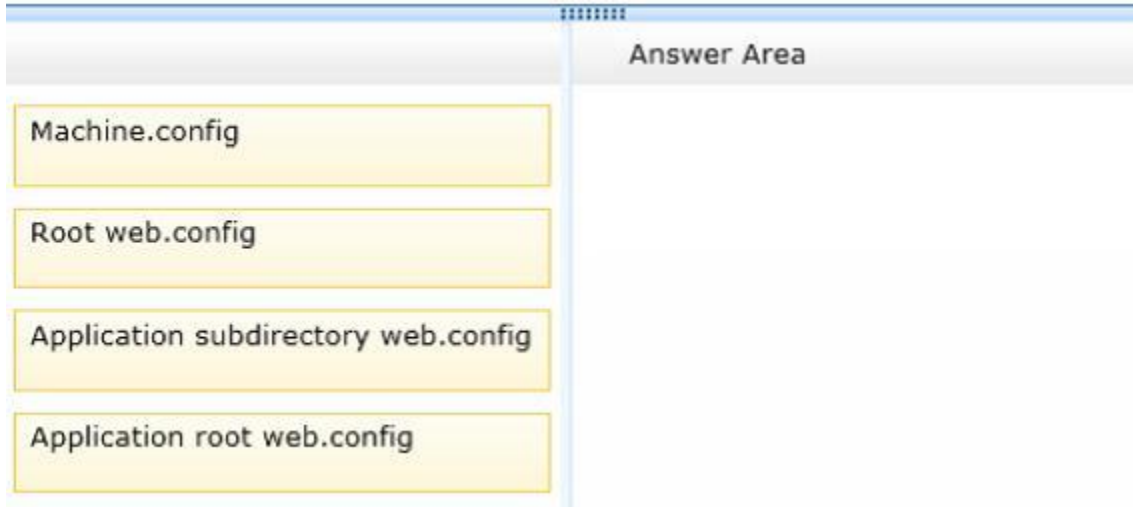 Answer Area
Machine.config
Root web.config
Application subdirectory web.config
Application root web.config